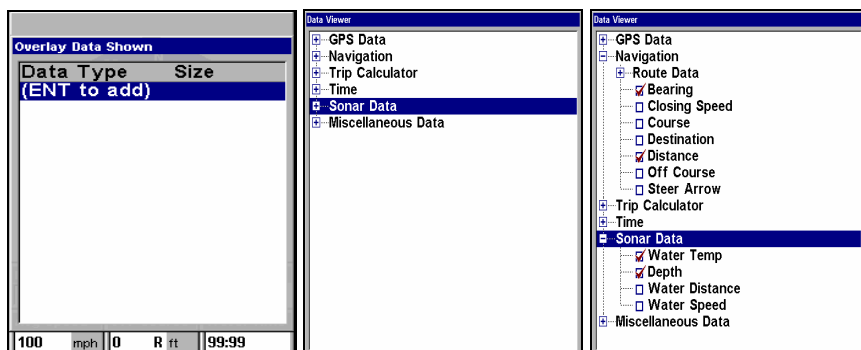 Overlay Data Shown
Data Type Size
(ENT to add)
100 mph 0 R ft 99:99
Data Viewer
GPS Data
Navigation
Trip Calculator
Time
Sonar Data
Miscellaneous Data
Data Viewer
GPS Data
Navigation
Route Data
Bearing
Closing Speed
Course
Destination
Distance
Off Course
Steer Arrow
Trip Calculator
Time
Sonar Data
Water Temp
Depth
Water Distance
Water Speed
Miscellaneous Data